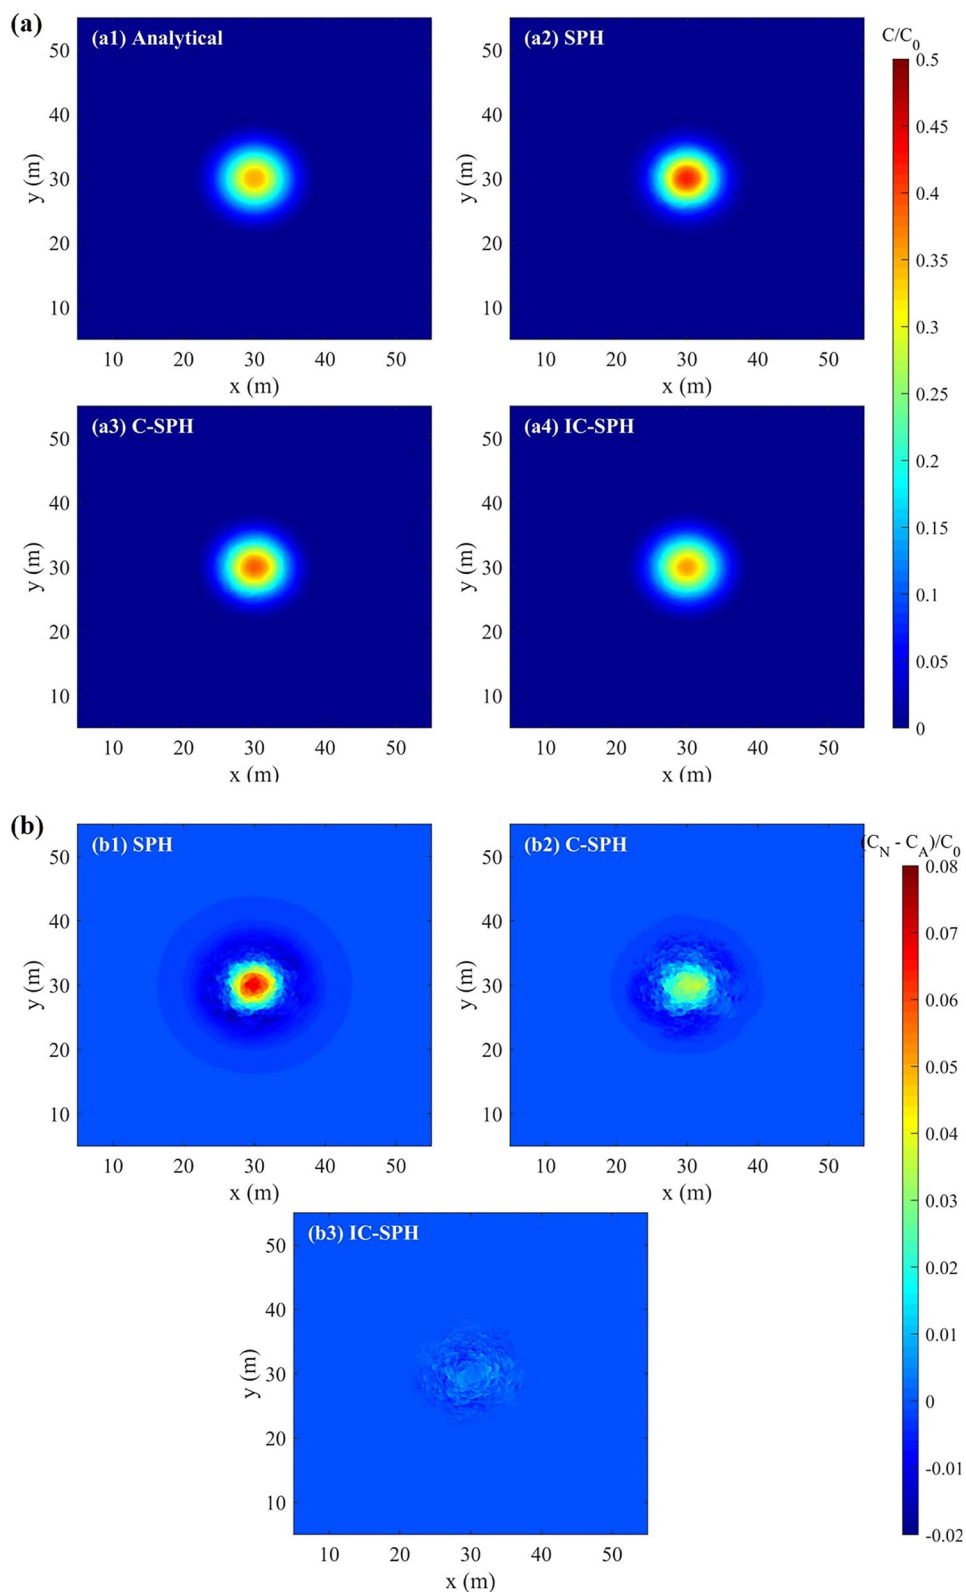 (a)
(a1) Analytical
50
40
30
20
10
y (m)
10 20 30 40 50
x (m)
(a2) SPH
50
40
30
20
10
y (m)
10 20 30 40 50
x (m)
C/C0
0.5
0.45
0.4
0.35
0.3
0.25
0.2
0.15
0.1
0.05
0
(a3) C-SPH
50
40
30
20
10
y (m)
10 20 30 40 50
x (m)
(a4) IC-SPH
50
40
30
20
10
y (m)
10 20 30 40 50
x (m)
(b)
(b1) SPH
50
40
30
20
10
y (m)
10 20 30 40 50
x (m)
(b2) C-SPH
50
40
30
20
10
y (m)
10 20 30 40 50
x (m)
(CN - CA)/C0
0.08
0.07
0.06
0.05
0.04
0.03
0.02
0.01
0
-0.01
-0.02
(b3) IC-SPH
50
40
30
20
10
y (m)
10 20 30 40 50
x (m)